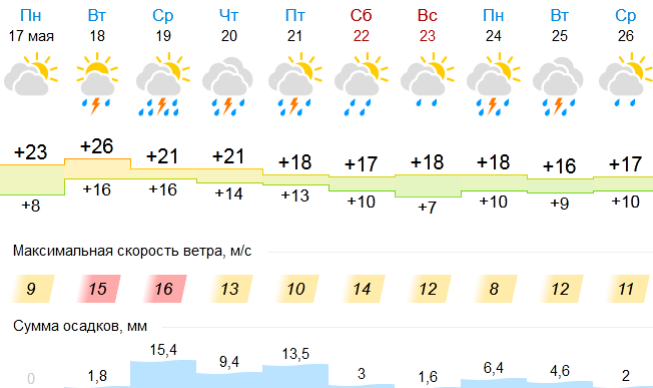 Пн Вт Ср Чт Пт Сб Вс Пн Вт Ср
17 мая 18 19 20 21 22 23 24 25 26
+23 +26 +21 +21 +18 +17 +18 +18 +16 +17
+8 +16 +16 +14 +13 +10 +7 +10 +9 +10
Максимальная скорость ветра, м/с
9 15 16 13 10 14 12 8 12 11
Сумма осадков, мм
0 1,8 15,4 9,4 13,5 3 1,6 6,4 4,6 2